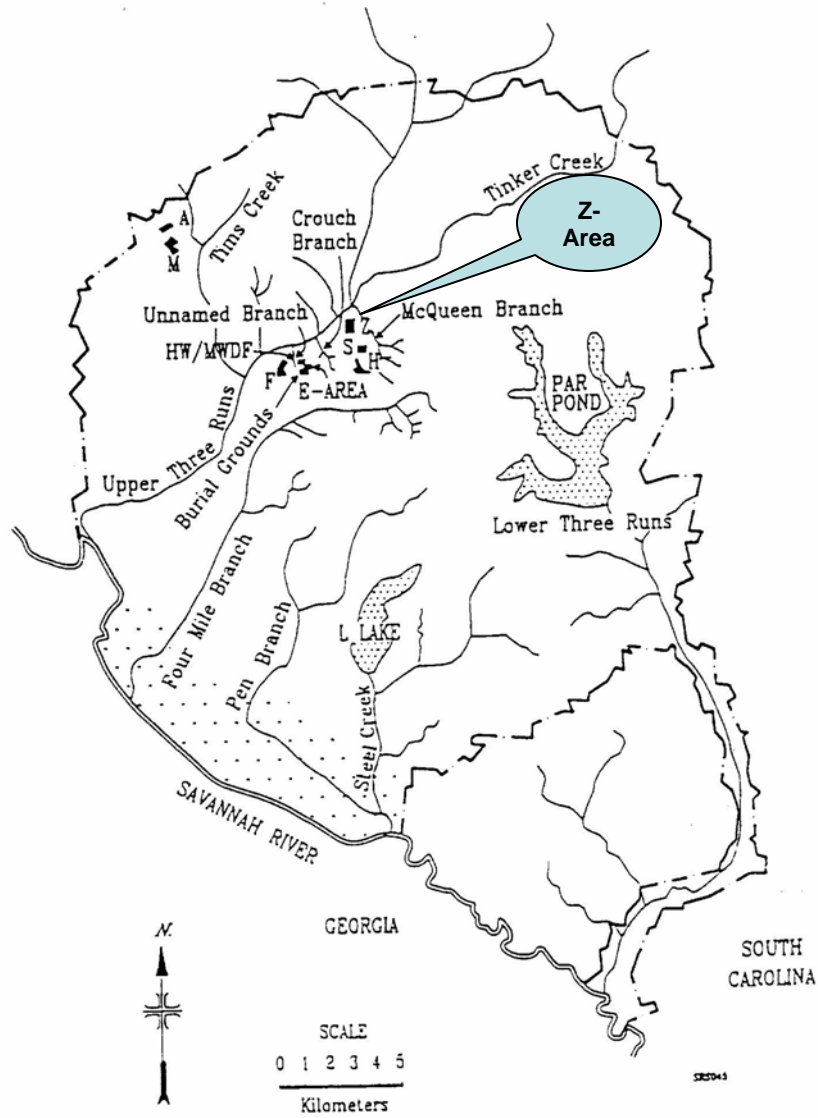 Tinker Creek
Z-
Area
A
M
Tims Creek
Crouch
Branch
Unnamed Branch
McQueen Branch
Z
HW/MWDF
S
H
F
E-AREA
PAR
POND
Upper Three Runs
Burial Grounds
Lower Three Runs
Four Mile Branch
Pen Branch
L LAKE
Steel Creek
SAVANNAH RIVER
GEORGIA
N.
SOUTH
CAROLINA
SCALE
0 1 2 3 4 5
Kilometers